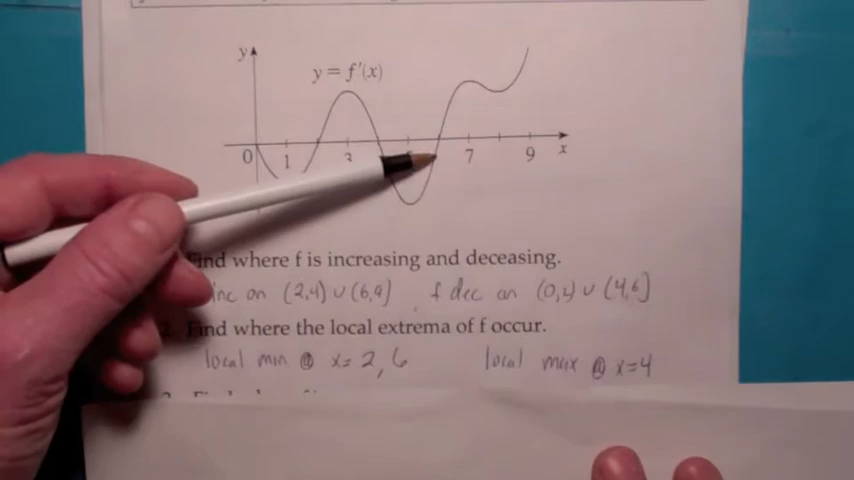 y
y = f'(x)
0 1 3 7 9 x
Find where f is increasing and deceasing.
inc on (2,4) ∪ (6,9] , f dec on (0,2) ∪ (4,6]
Find where the local extrema of f occur.
local min @ x= 2, 6 local max @ x=4